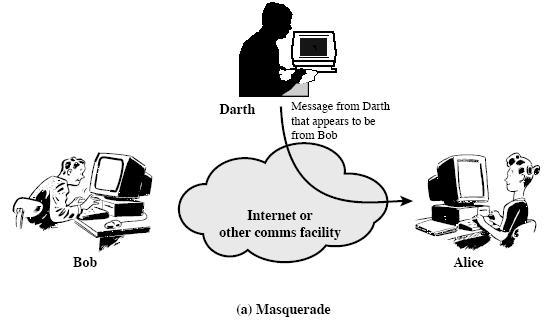 Darth
Message from Darth
that appears to be
from Bob
Internet or
other comms facility
Bob
Alice
(a) Masquerade